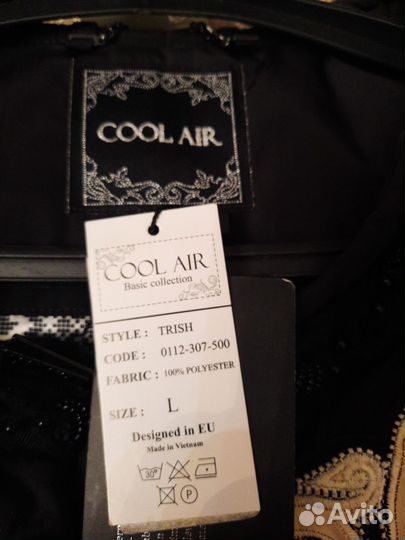 COOL AIR
COOL AIR
Basic collection
STYLE : TRISH
CODE : 0112-307-500
FABRIC : 100% POLYESTER
SIZE : L
Designed in EU
Made in Vietnam
30°
P
Avito